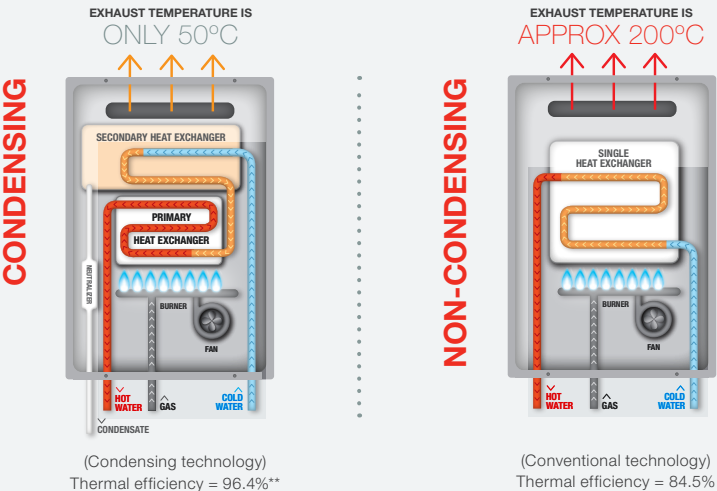 EXHAUST TEMPERATURE IS
ONLY 50ºC
CONDENSING
SECONDARY HEAT EXCHANGER
PRIMARY
HEAT EXCHANGER
NEUTRALIZER
BURNER
FAN
HOT
WATER
GAS
COLD
WATER
CONDENSATE
(Condensing technology)
Thermal efficiency = 96.4%**
EXHAUST TEMPERATURE IS
APPROX 200ºC
NON-CONDENSING
SINGLE
HEAT EXCHANGER
BURNER
FAN
HOT
WATER
GAS
COLD
WATER
(Conventional technology)
Thermal efficiency = 84.5%